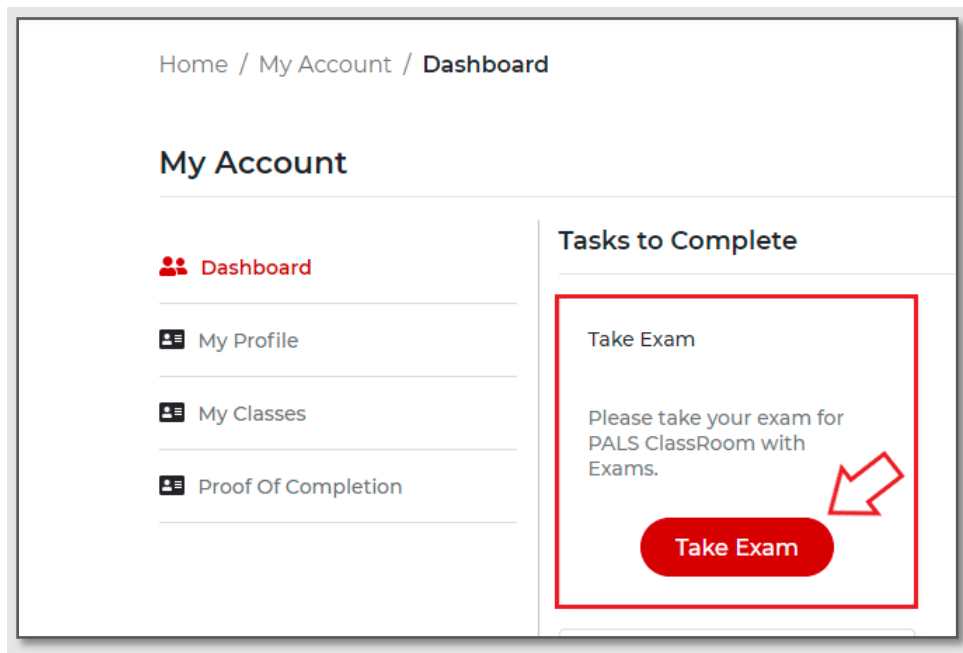 Home / My Account / Dashboard
My Account
Dashboard
My Profile
My Classes
Proof Of Completion
Tasks to Complete
Take Exam
Please take your exam for
PALS ClassRoom with
Exams.
Take Exam